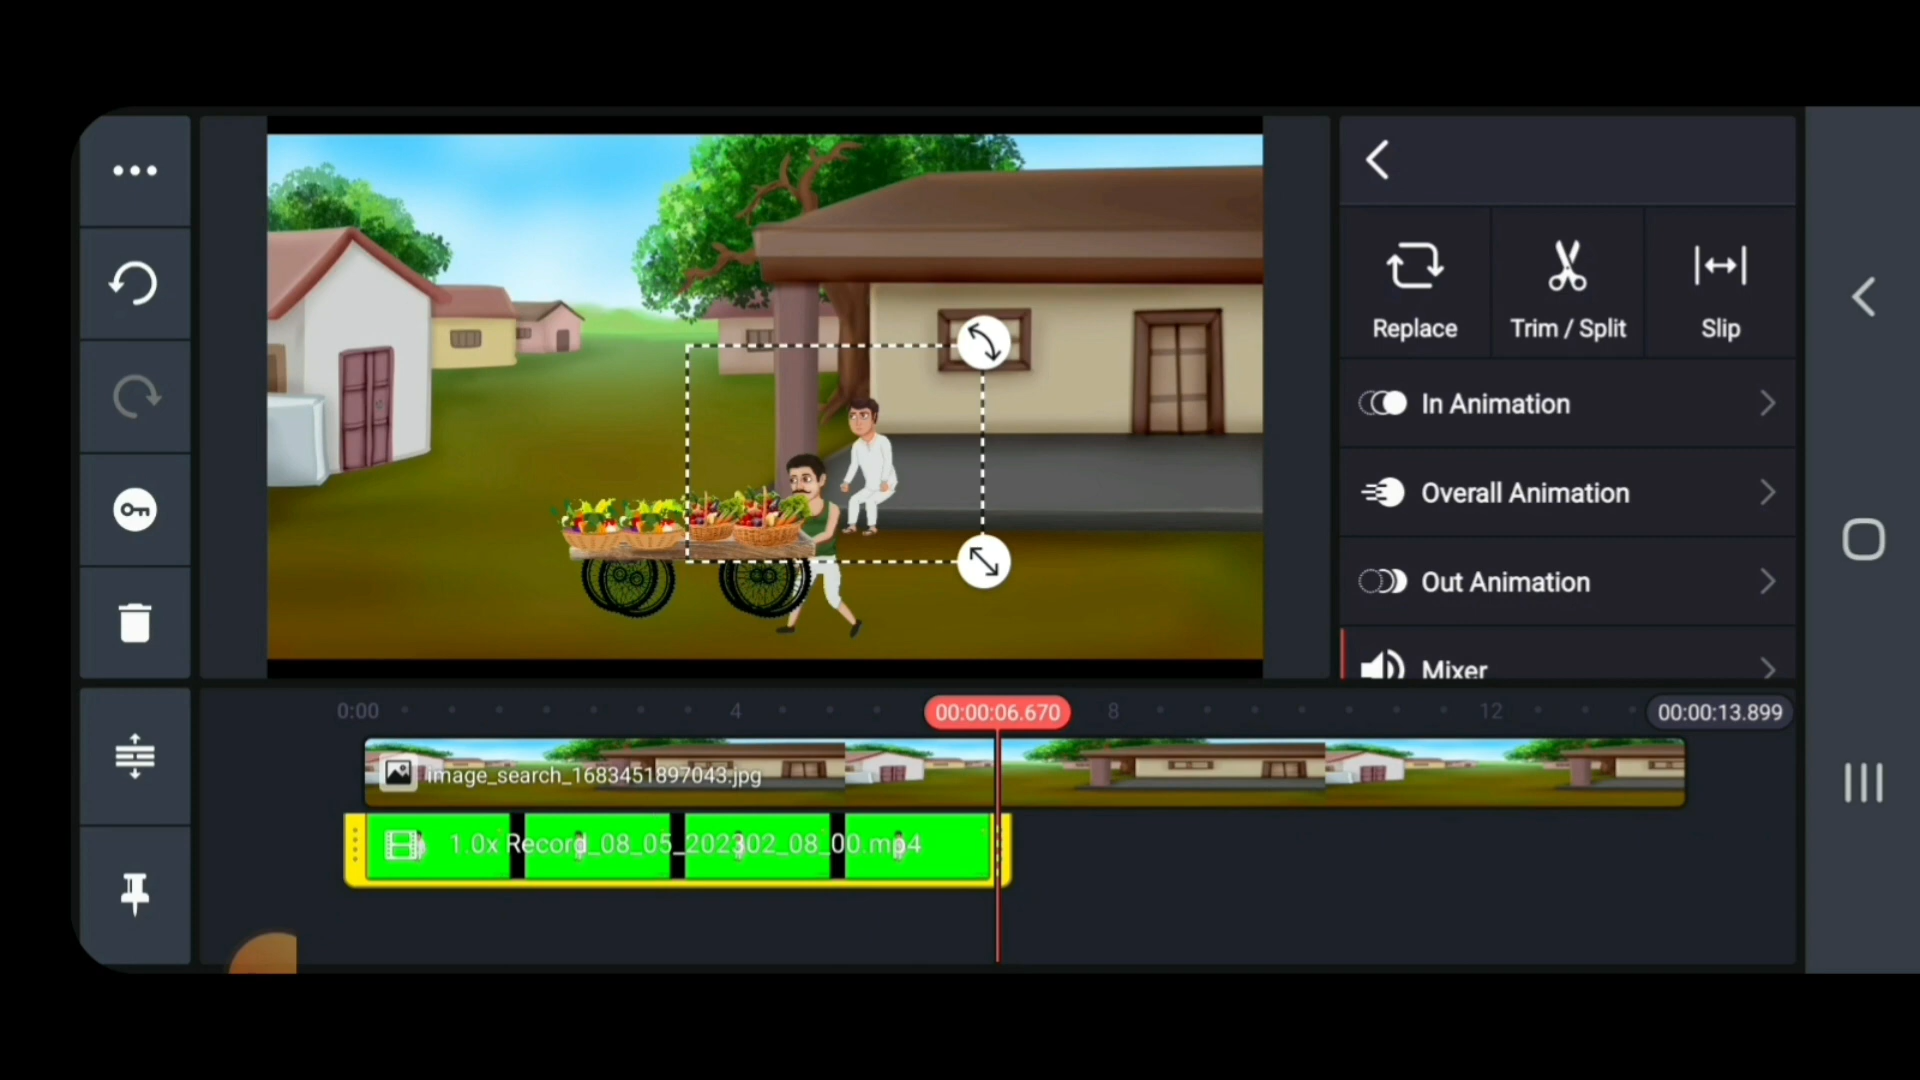 Replace
Trim / Split
Slip
In Animation
Overall Animation
Out Animation
Mixer
0:00
4
00:00:06.670
8
12
00:00:13.899
image_search_1683451897043.jpg
1.0x Record_08_05_202302_08_00.mp4